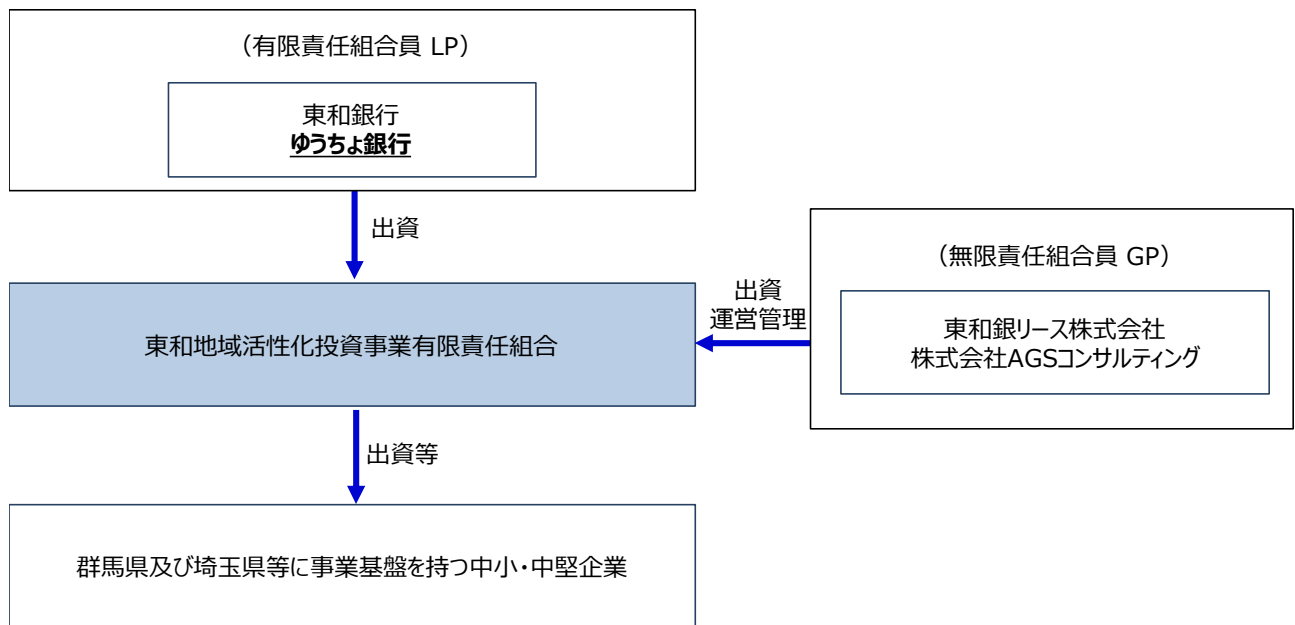 （有限責任組合員 LP）
東和銀行
ゆうちょ銀行
出資
（無限責任組合員 GP）
出資
運営管理
東和銀リース株式会社
株式会社AGSコンサルティング
東和地域活性化投資事業有限責任組合
出資等
群馬県及び埼玉県等に事業基盤を持つ中小・中堅企業